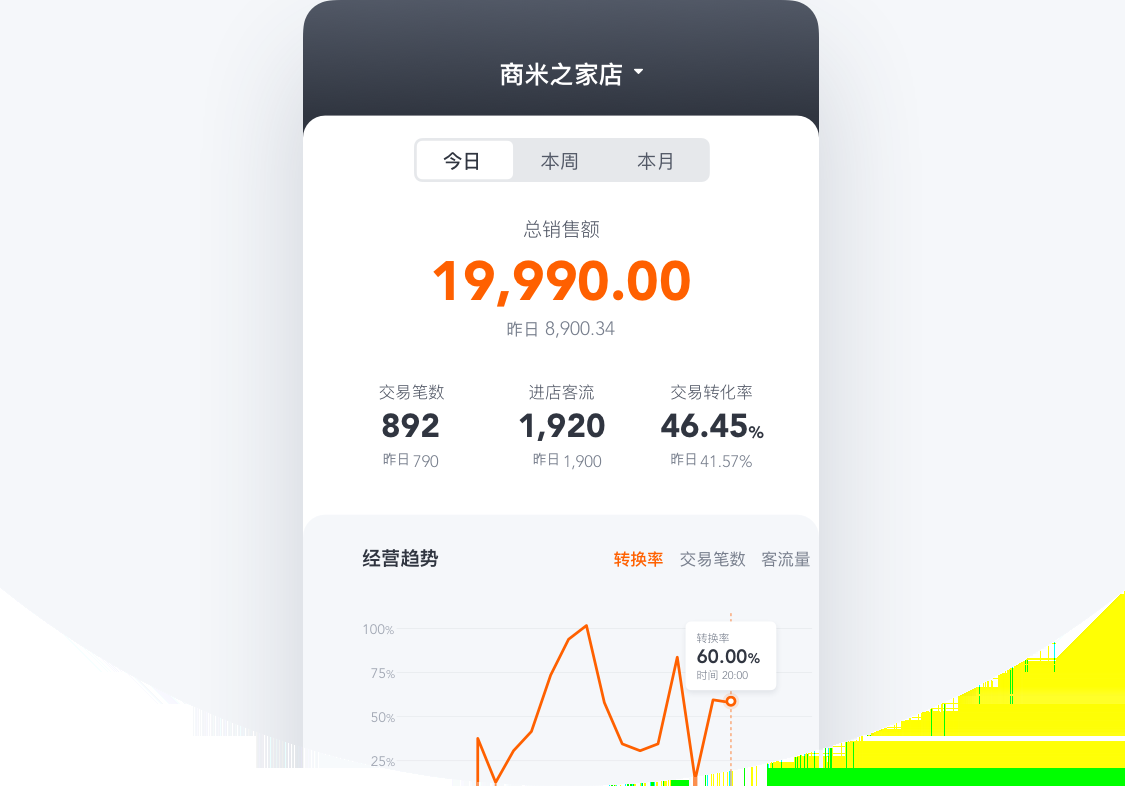 商米之家店
今日 本周 本月
总销售额
19,990.00
昨日 8,900.34
交易笔数 进店客流 交易转化率
892 1,920 46.45%
昨日 790 昨日 1,900 昨日 41.57%
经营趋势 转换率 交易笔数 客流量
100%
转换率
60.00%
时间 20:00
75%
50%
25%